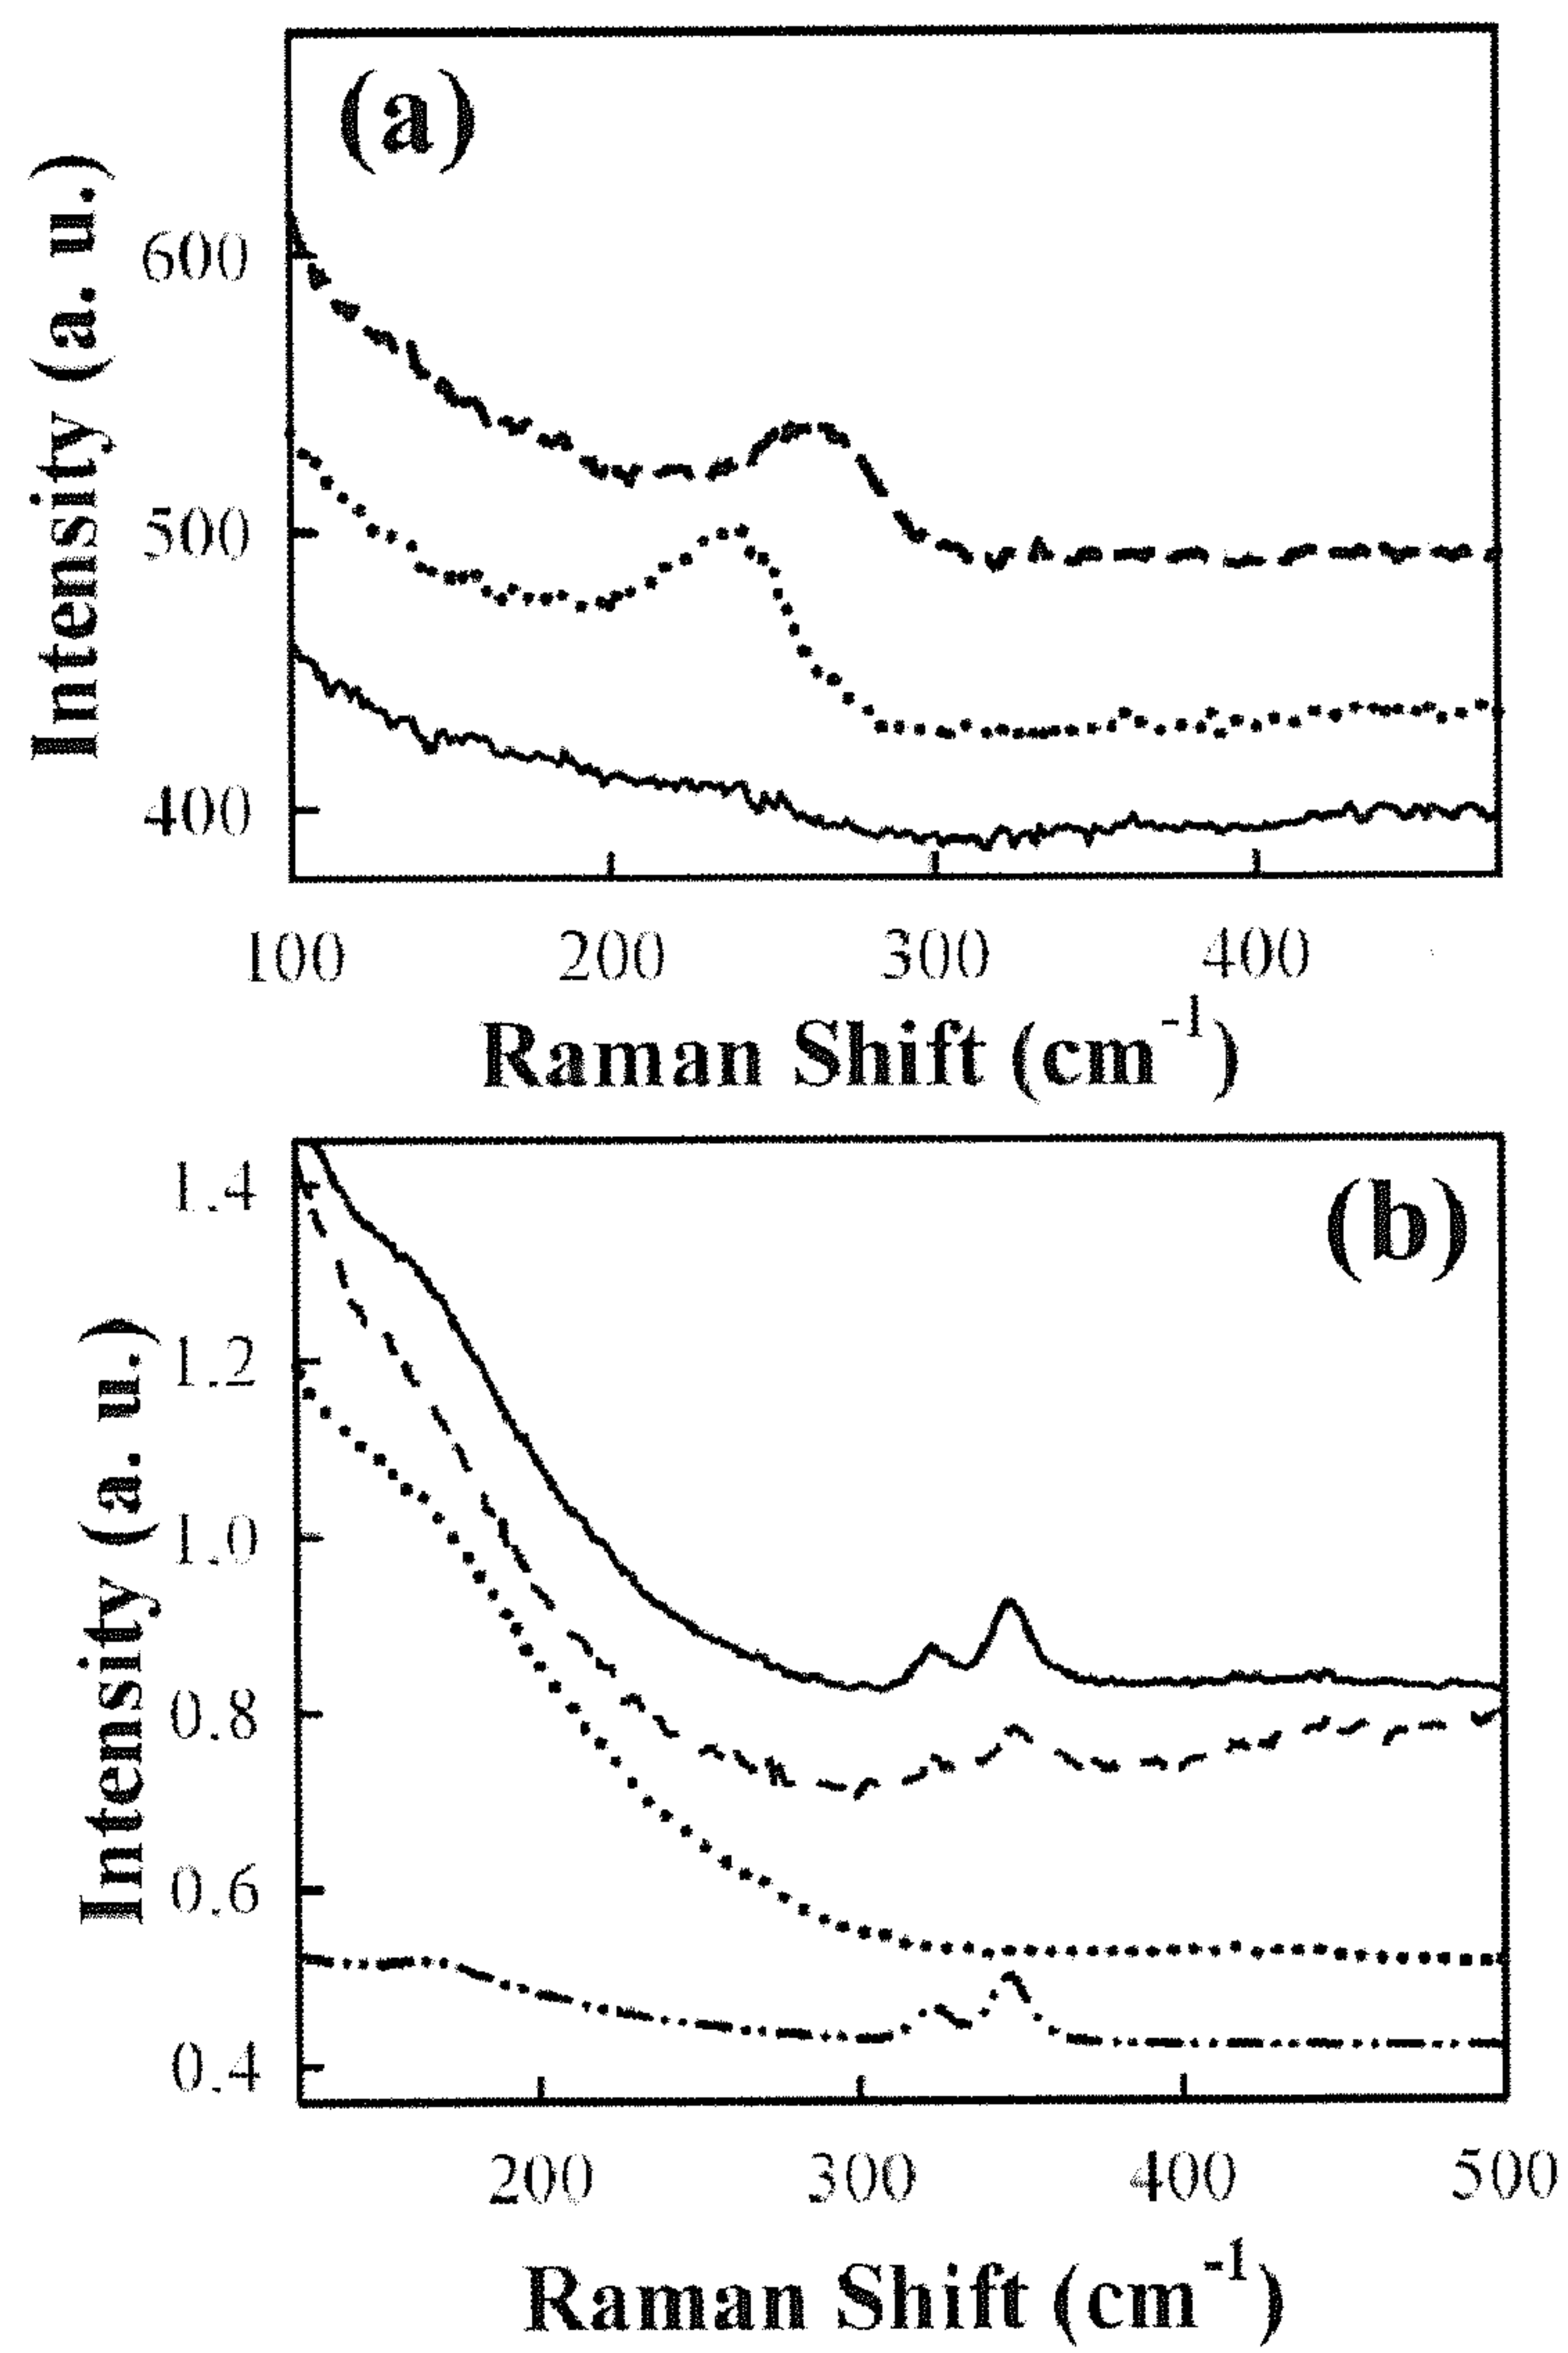 (a)
Intensity (a. u.)
600
500
400
100 200 300 400
Raman Shift (cm-1)
(b)
Intensity (a. u.)
1.4
1.2
1.0
0.8
0.6
0.4
200 300 400 500
Raman Shift (cm-1)